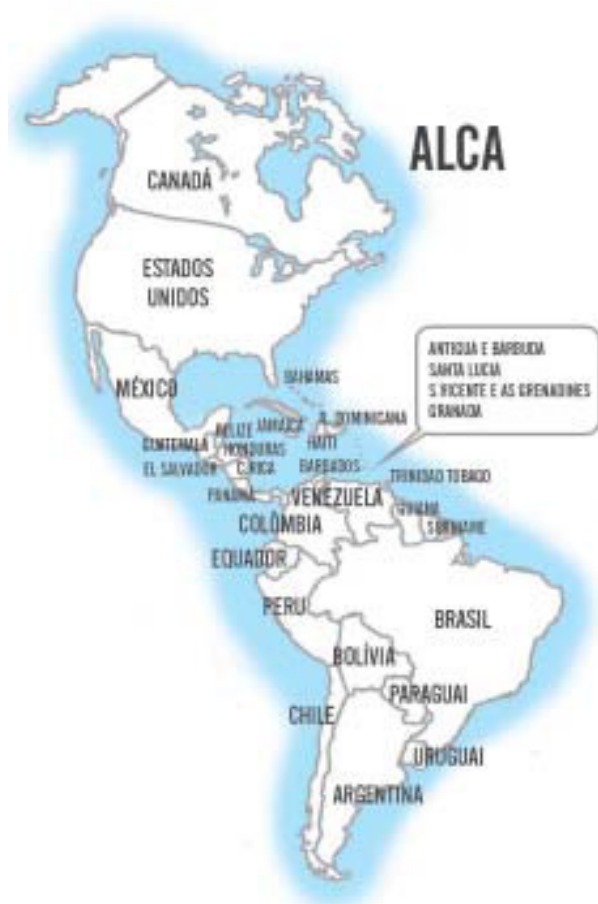 ALCA
CANADÁ
ESTADOS
UNIDOS
ANTIGUA E BARBUDA
SANTA LUCIA
S.VICENTE E AS GRENADINES
GRANADA
BAHAMAS
MÉXICO
R. DOMINICANA
BELIZE
JAMAICA
GUATEMALA
HONDURAS
HAITI
EL SALVADOR
C.RICA
BARBADOS
TRINIDAD TOBAGO
PANAMÁ
VENEZUELA
GUIANA
COLÔMBIA
SURINAME
EQUADOR
PERU
BRASIL
BOLÍVIA
PARAGUAI
CHILE
URUGUAI
ARGENTINA